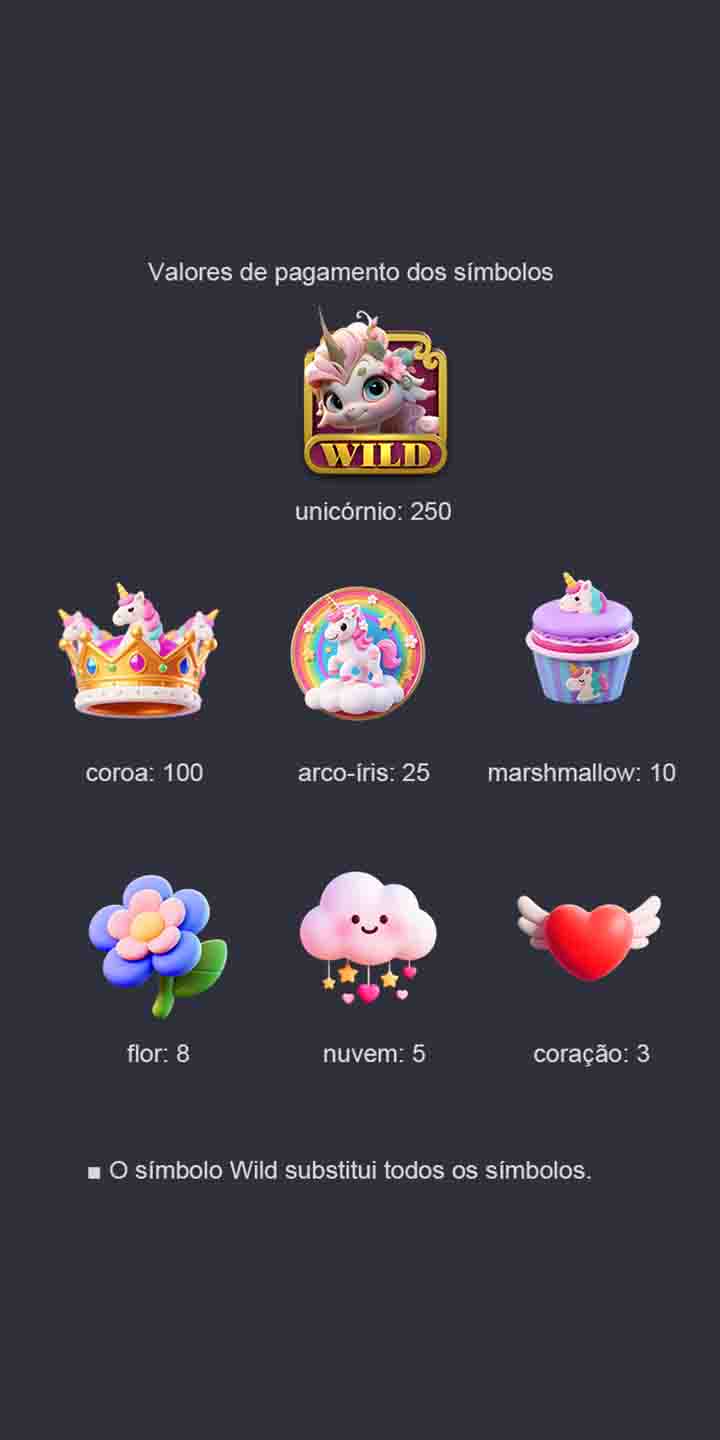 Valores de pagamento dos símbolos
WILD
unicórnio: 250
coroa: 100
arco-íris: 25
marshmallow: 10
flor: 8
nuvem: 5
coração: 3
■ O símbolo Wild substitui todos os símbolos.